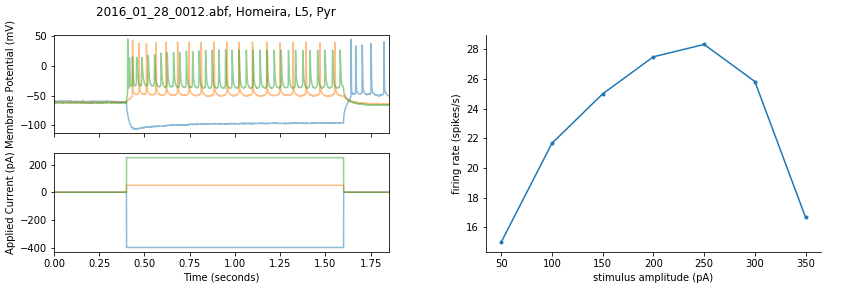 2016_01_28_0012.abf, Homeira, L5, Pyr
Membrane Potential (mV)
50
0
−50
−100
Applied Current (pA)
200
0
−200
−400
0.00 0.25 0.50 0.75 1.00 1.25 1.50 1.75
Time (seconds)
firing rate (spikes/s)
28
26
24
22
20
18
16
50 100 150 200 250 300 350
stimulus amplitude (pA)